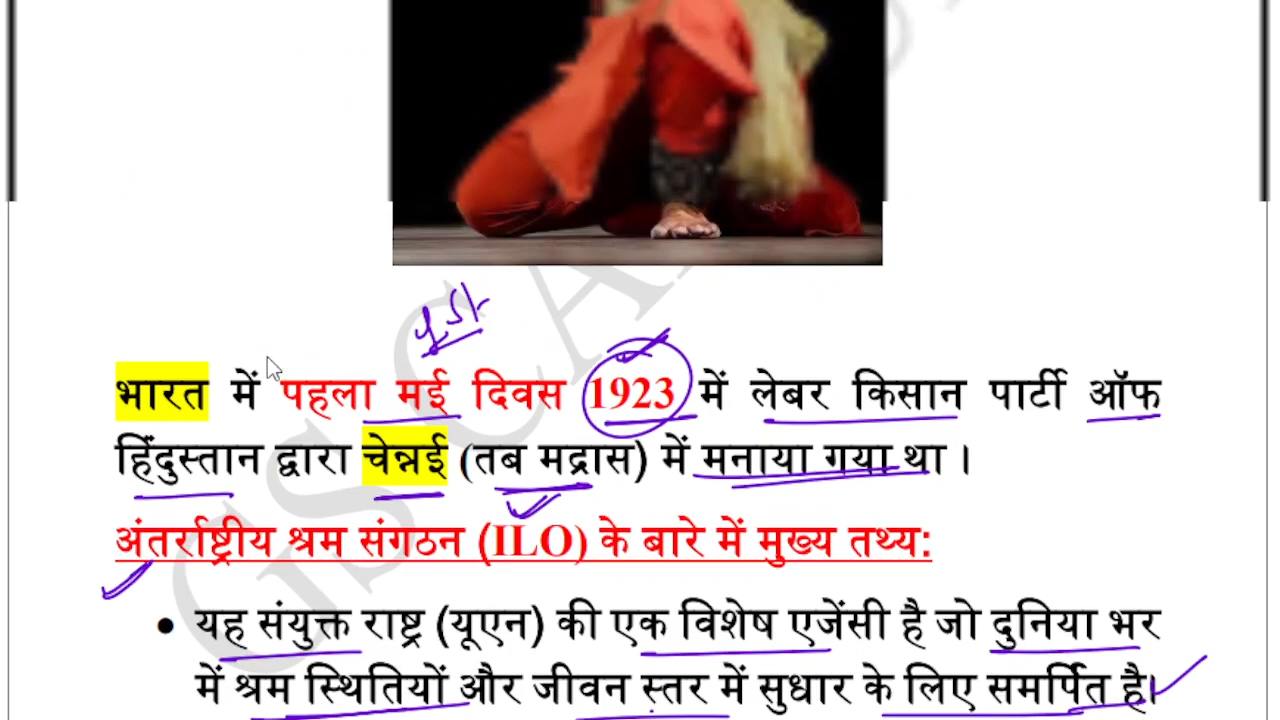 1st
भारत में पहला मई दिवस 1923 में लेबर किसान पार्टी ऑफ
हिंदुस्तान द्वारा चेन्नई (तब मद्रास) में मनाया गया था ।
अंतर्राष्ट्रीय श्रम संगठन (ILO) के बारे में मुख्य तथ्य:
• यह संयुक्त राष्ट्र (यूएन) की एक विशेष एजेंसी है जो दुनिया भर
में श्रम स्थितियों और जीवन स्तर में सुधार के लिए समर्पित है।